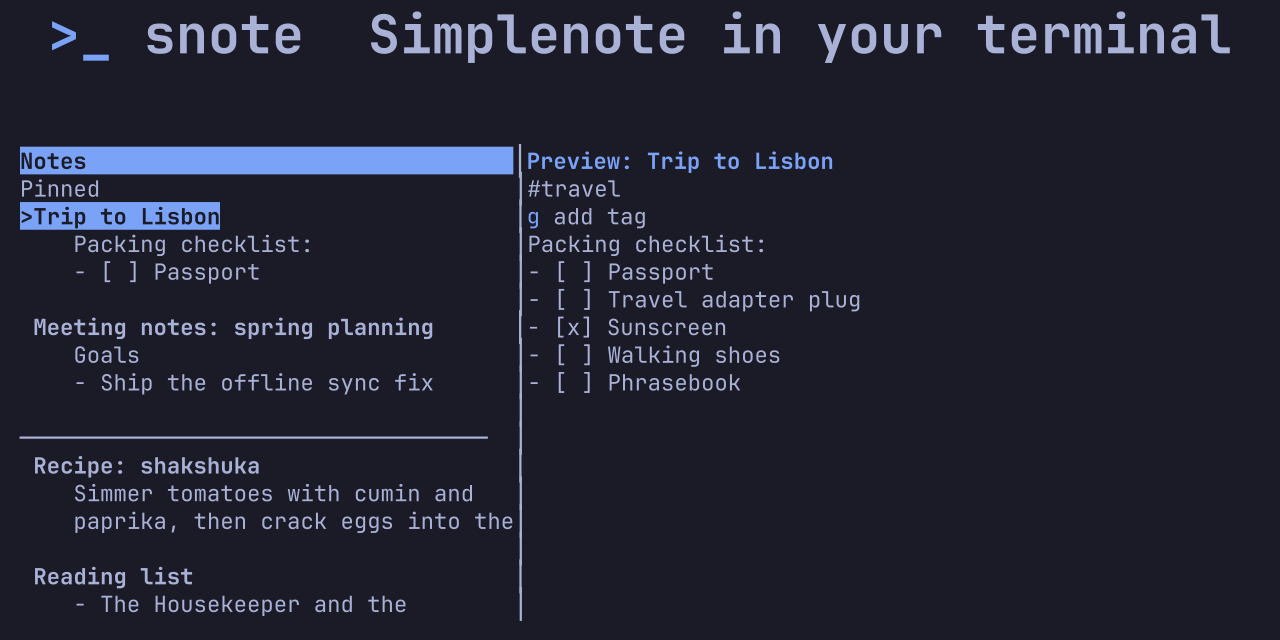 >_ snote  Simplenote in your terminal
Notes
Pinned
>Trip to Lisbon
Packing checklist:
- [ ] Passport
Meeting notes: spring planning
Goals
- Ship the offline sync fix
Recipe: shakshuka
Simmer tomatoes with cumin and
paprika, then crack eggs into the
Reading list
- The Housekeeper and the
Preview: Trip to Lisbon
#travel
g add tag
Packing checklist:
- [ ] Passport
- [ ] Travel adapter plug
- [x] Sunscreen
- [ ] Walking shoes
- [ ] Phrasebook